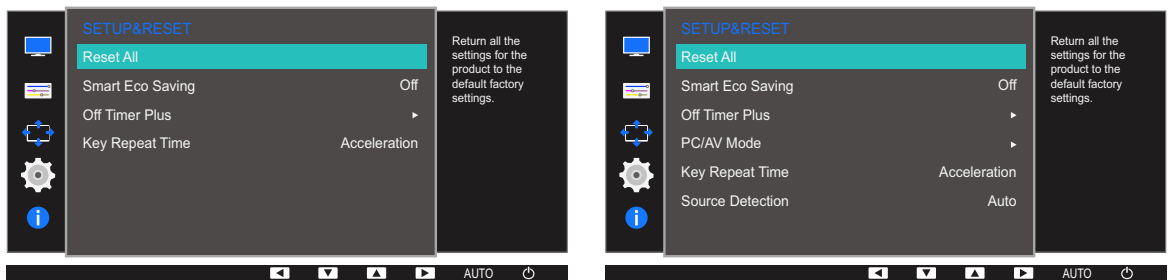 SETUP&RESET
Reset All
Smart Eco Saving Off
Off Timer Plus
Key Repeat Time Acceleration
Return all the
settings for the
product to the
default factory
settings.
AUTO
SETUP&RESET
Reset All
Smart Eco Saving Off
Off Timer Plus
PC/AV Mode
Key Repeat Time Acceleration
Source Detection Auto
Return all the
settings for the
product to the
default factory
settings.
AUTO